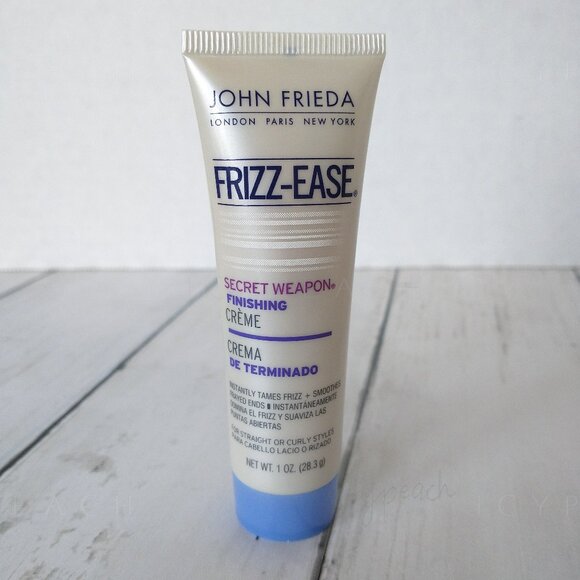 JOHN FRIEDA
LONDON PARIS NEW YORK
FRIZZ-EASE®
SECRET WEAPON®
FINISHING
CRÈME
CREMA
DE TERMINADO
INSTANTLY TAMES FRIZZ + SMOOTHES
FRAYED ENDS ▮ INSTANTÁNEAMENTE
DOMINA EL FRIZZ Y SUAVIZA LAS
PUNTAS ABIERTAS
FOR STRAIGHT OR CURLY STYLES
PARA CABELLO LACIO O RIZADO
NET WT. 1 OZ. (28.3 g)